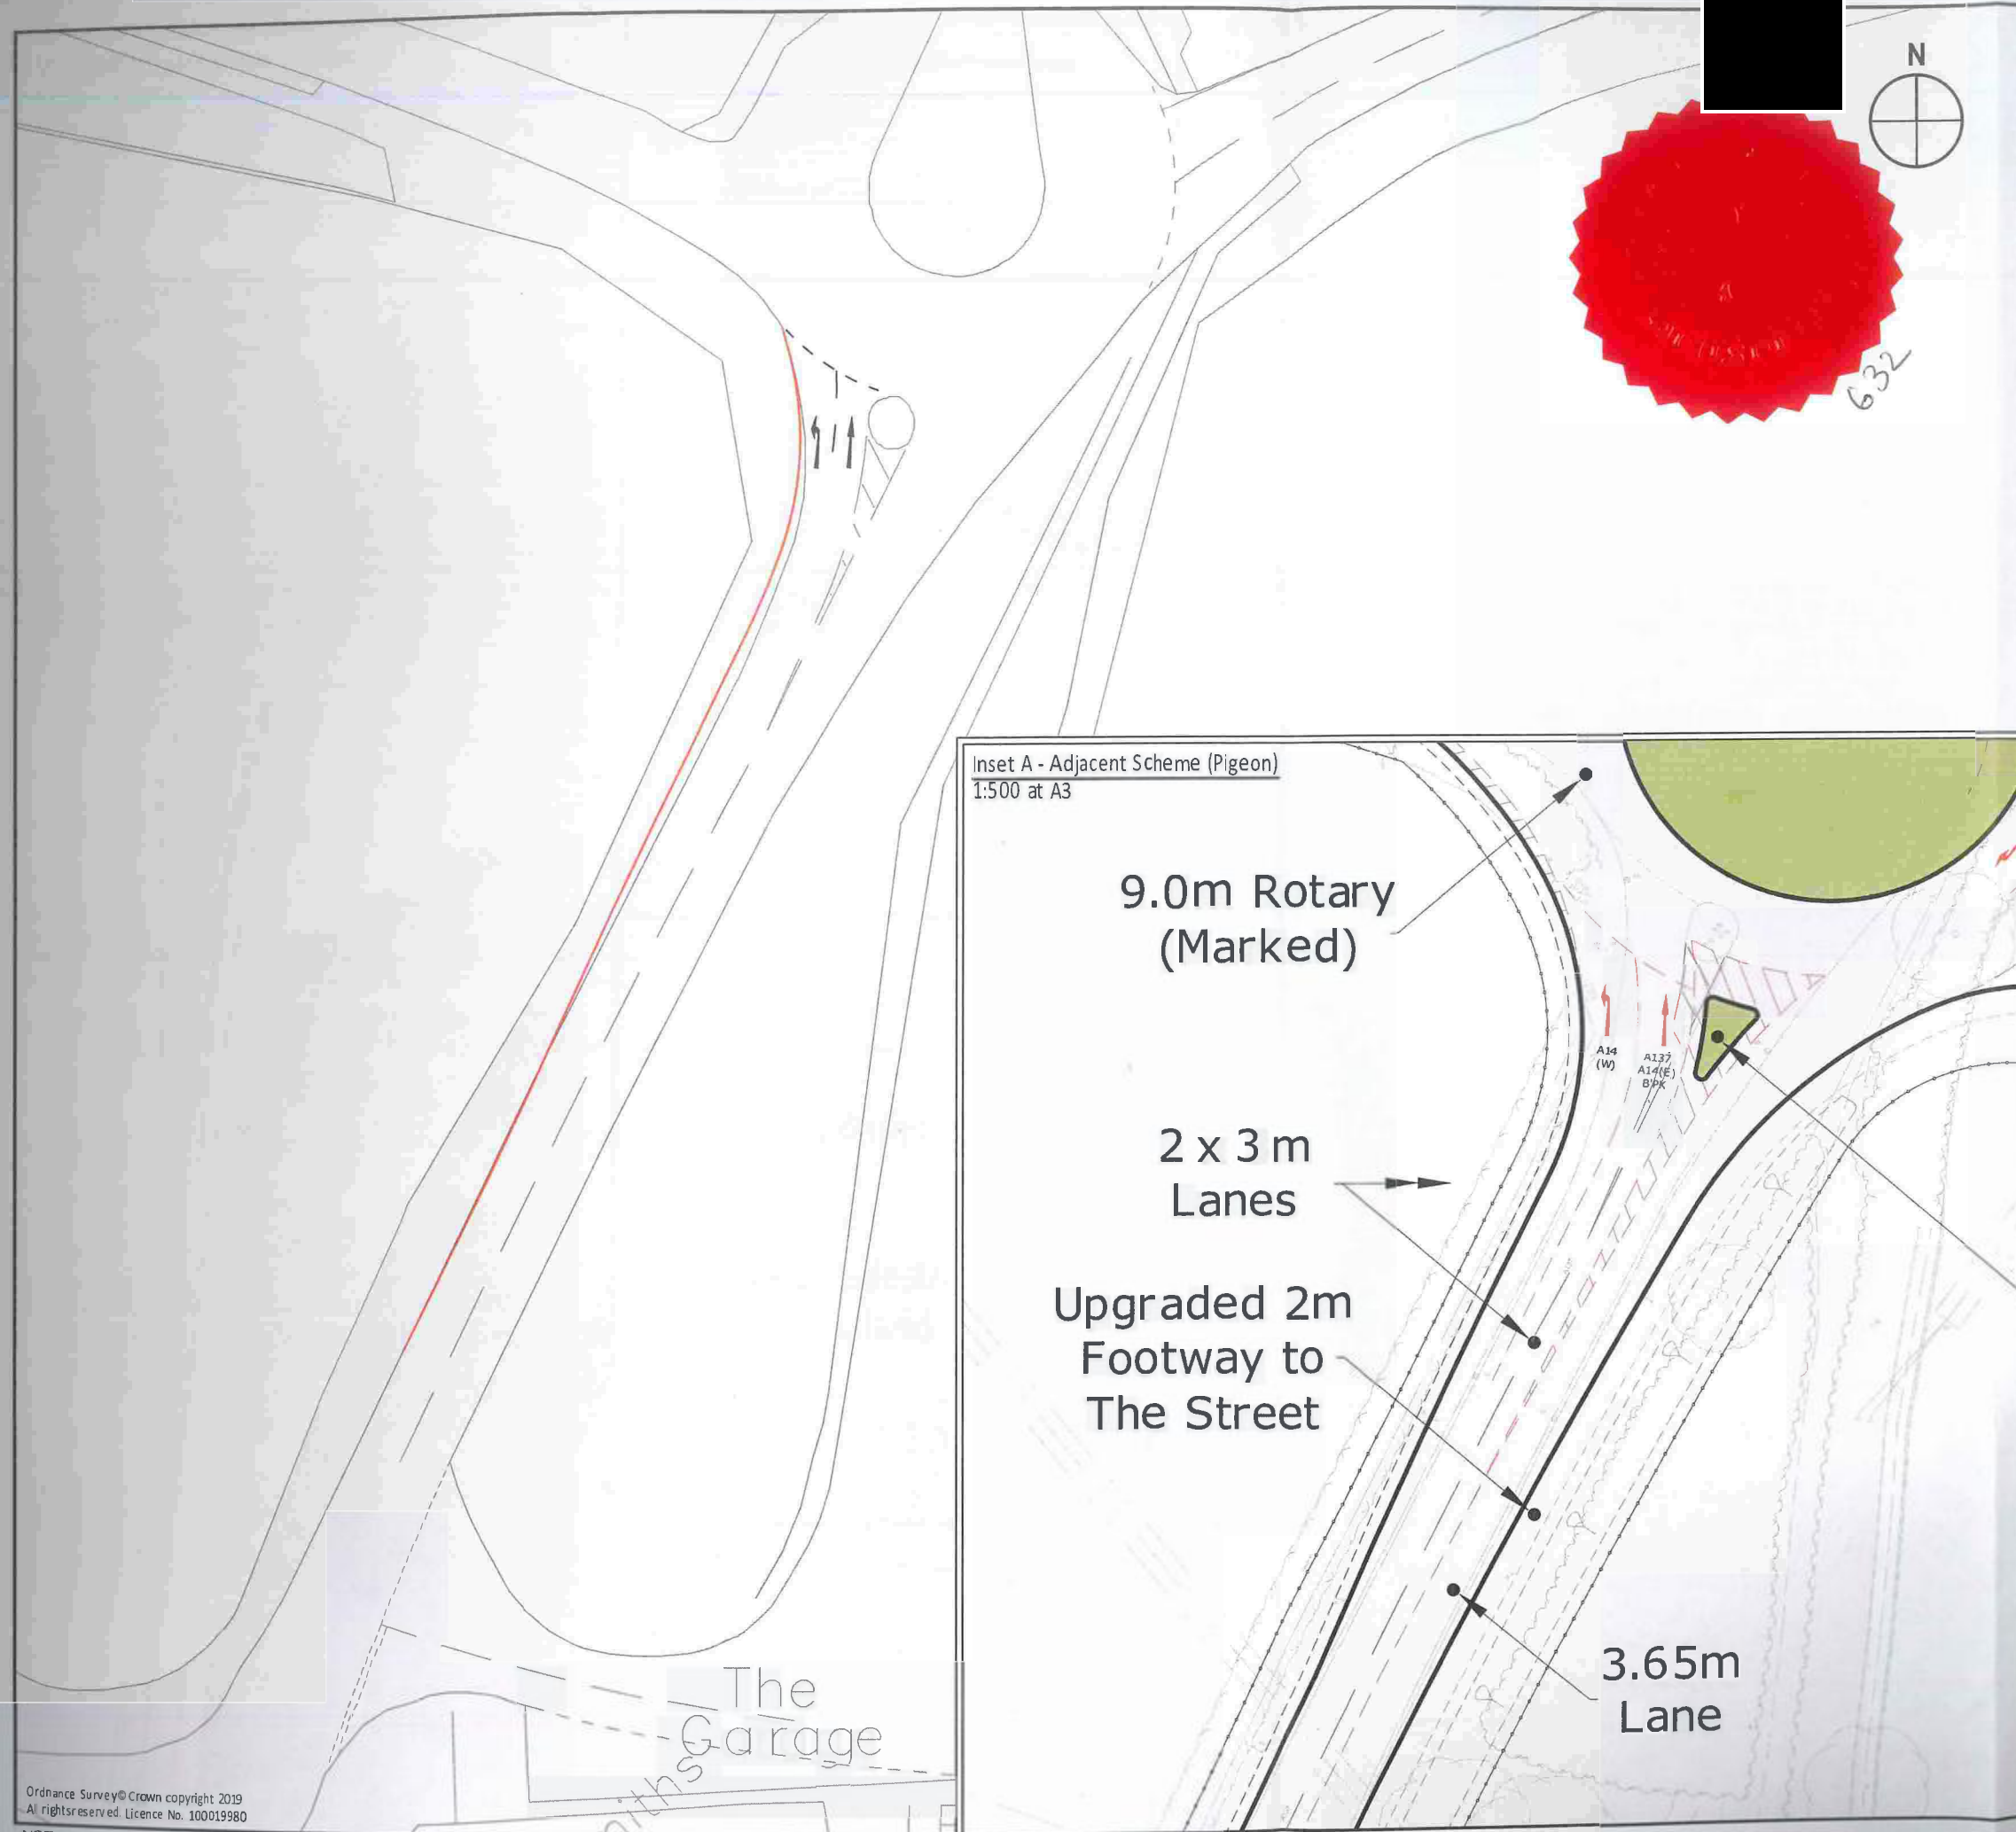 N
632
Inset A - Adjacent Scheme (Pigeon)
1:500 at A3
9.0m Rotary
(Marked)
A14
(W)
A137
A14(E)
B'PK
2 x 3m
Lanes
Upgraded 2m
Footway to
The Street
3.65m
Lane
The
Garage
Ordnance Survey© Crown copyright 2019
All rights reserved. Licence No. 100019980